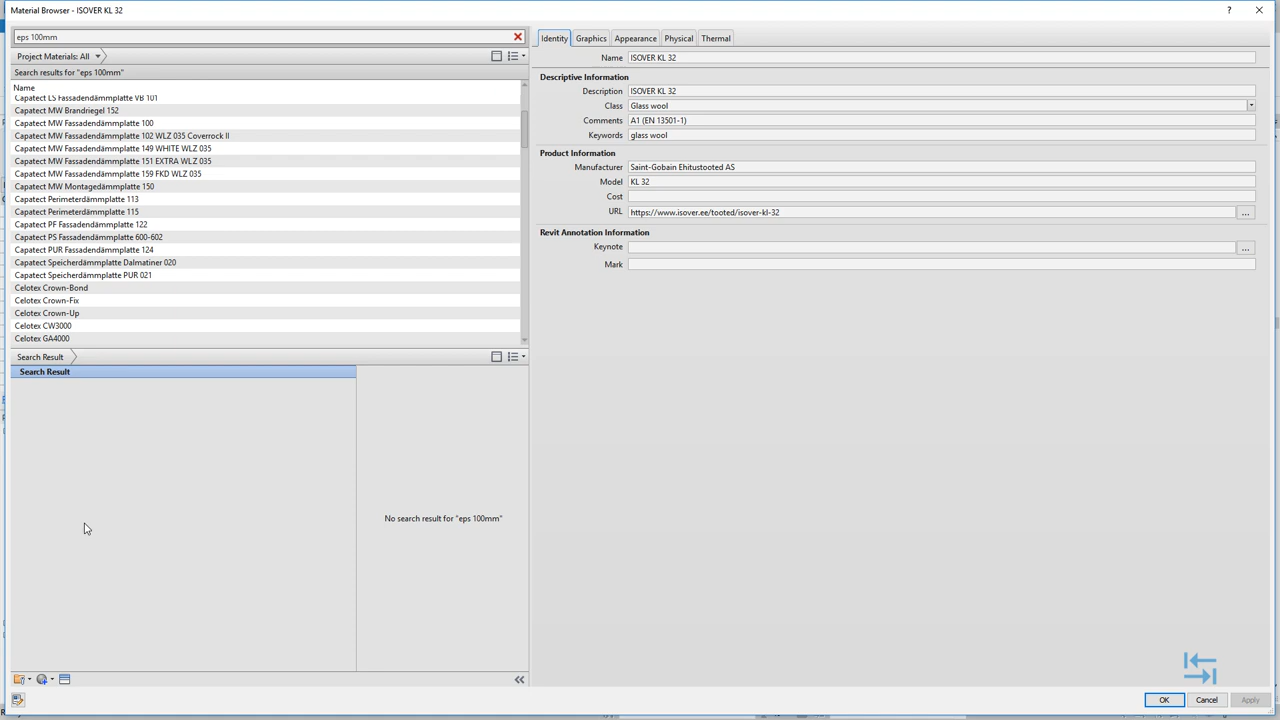 Material Browser - ISOVER KL 32
?
eps 100mm
Project Materials: All
Search results for "eps 100mm"
Name
Capatect LS Fassadendämmplatte VB 101
Capatect MW Brandriegel 152
Capatect MW Fassadendämmplatte 100
Capatect MW Fassadendämmplatte 102 WLZ 035 Coverrock II
Capatect MW Fassadendämmplatte 149 WHITE WLZ 035
Capatect MW Fassadendämmplatte 151 EXTRA WLZ 035
Capatect MW Fassadendämmplatte 159 FKD WLZ 035
Capatect MW Montagedämmplatte 150
Capatect Perimeterdämmplatte 113
Capatect Perimeterdämmplatte 115
Capatect PF Fassadendämmplatte 122
Capatect PS Fassadendämmplatte 600-602
Capatect PUR Fassadendämmplatte 124
Capatect Speicherdämmplatte Dalmatiner 020
Capatect Speicherdämmplatte PUR 021
Celotex Crown-Bond
Celotex Crown-Fix
Celotex Crown-Up
Celotex CW3000
Celotex GA4000
Search Result
Search Result
No search result for "eps 100mm"
Identity Graphics Appearance Physical Thermal
Name ISOVER KL 32
Descriptive Information
Description ISOVER KL 32
Class Glass wool
Comments A1 (EN 13501-1)
Keywords glass wool
Product Information
Manufacturer Saint-Gobain Ehitustooted AS
Model KL 32
Cost
URL https://www.isover.ee/tooted/isover-kl-32 ...
Revit Annotation Information
Keynote ...
Mark
OK Cancel Apply